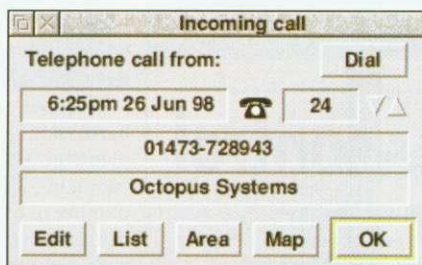 Incoming call
Telephone call from: Dial
6:25pm 26 Jun 98 24
01473-728943
Octopus Systems
Edit List Area Map OK